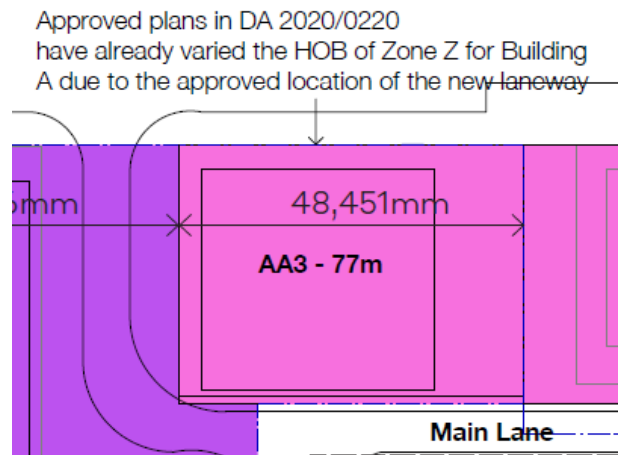 Approved plans in DA 2020/0220
have already varied the HOB of Zone Z for Building
A due to the approved location of the new laneway
mm
48,451mm
AA3 - 77m
Main Lane